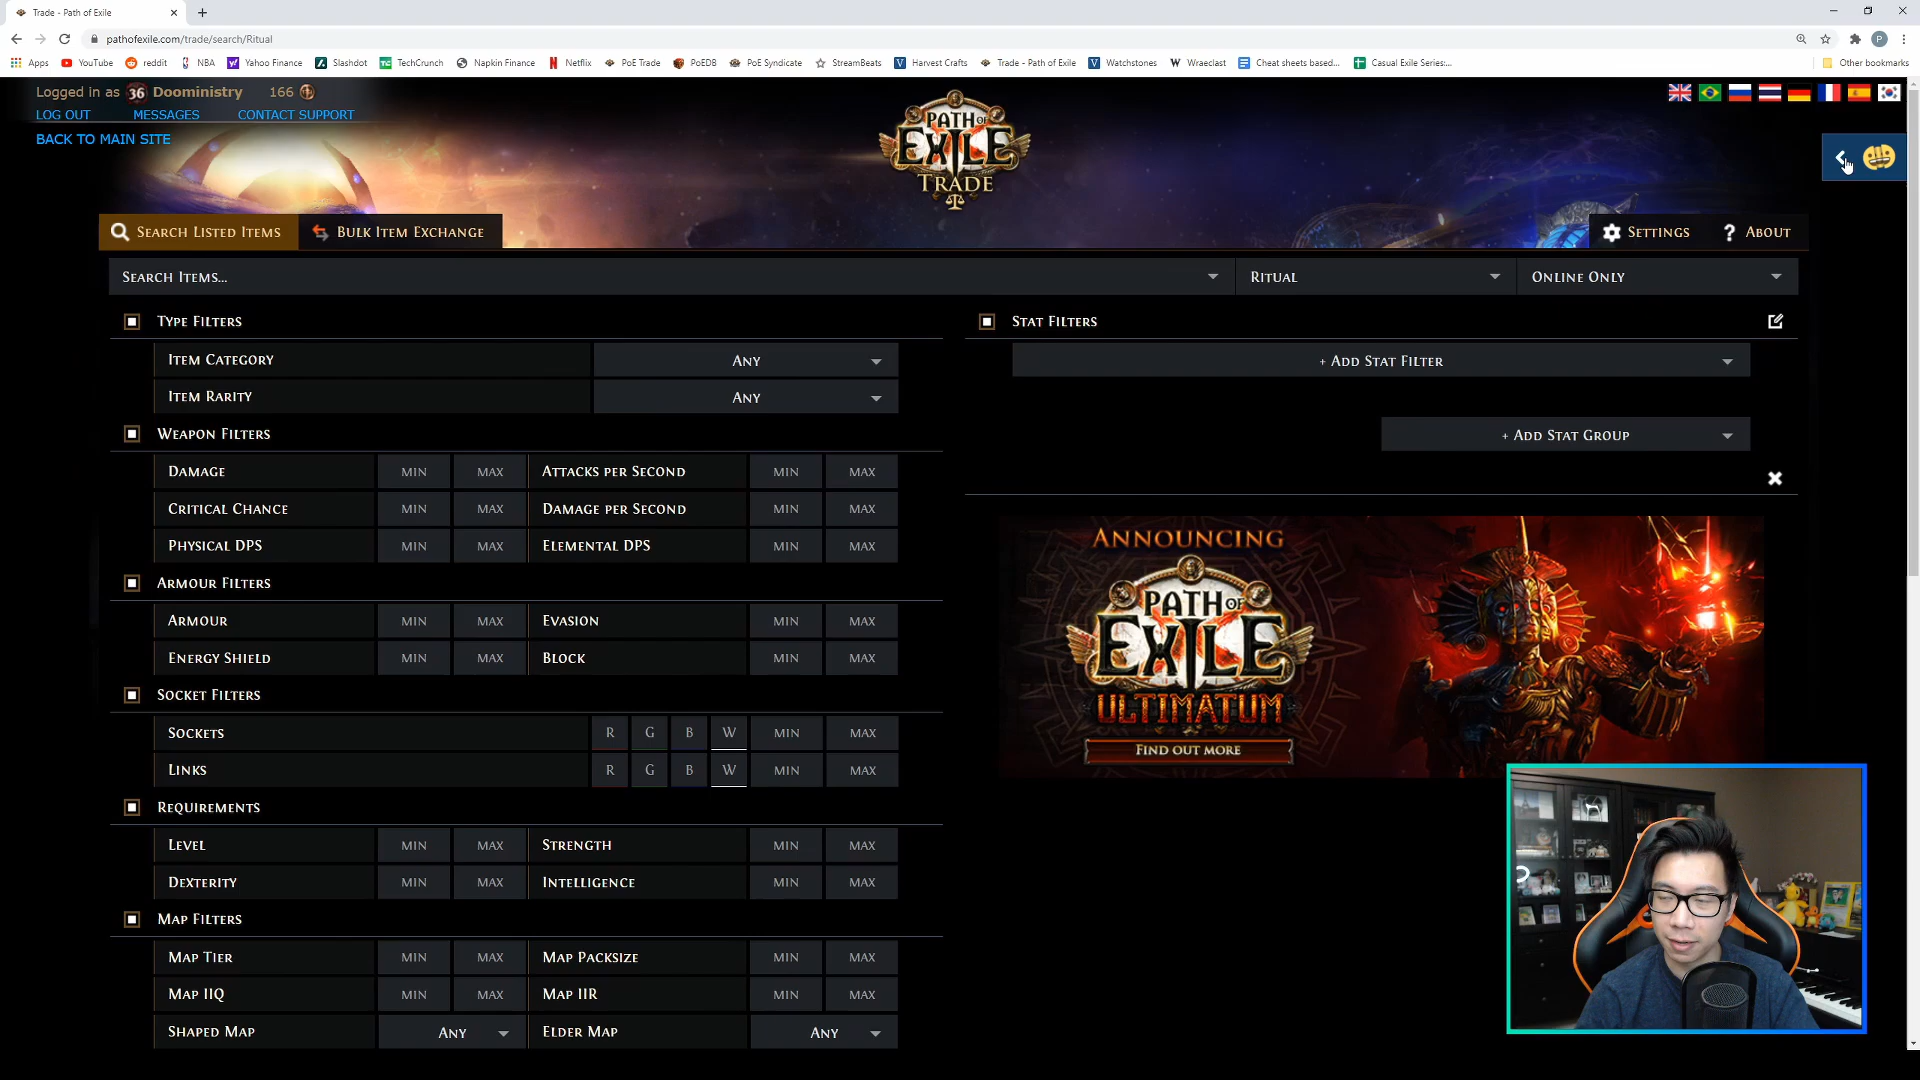 Trade - Path of Exile
pathofexile.com/trade/search/Ritual
Apps YouTube reddit NBA Yahoo Finance Slashdot TechCrunch Napkin Finance Netflix PoE Trade PoEDB PoE Syndicate StreamBeats Harvest Crafts Trade - Path of Exile Watchstones Wraeclast Cheat sheets based... Casual Exile Series:... Other bookmarks
Logged in as 36 Dooministry 166
LOG OUT MESSAGES CONTACT SUPPORT
BACK TO MAIN SITE
PATH OF EXILE TRADE
SEARCH LISTED ITEMS BULK ITEM EXCHANGE SETTINGS ? ABOUT
SEARCH ITEMS... RITUAL ONLINE ONLY
TYPE FILTERS
ITEM CATEGORY ANY
ITEM RARITY ANY
WEAPON FILTERS
DAMAGE MIN MAX ATTACKS PER SECOND MIN MAX
CRITICAL CHANCE MIN MAX DAMAGE PER SECOND MIN MAX
PHYSICAL DPS MIN MAX ELEMENTAL DPS MIN MAX
ARMOUR FILTERS
ARMOUR MIN MAX EVASION MIN MAX
ENERGY SHIELD MIN MAX BLOCK MIN MAX
SOCKET FILTERS
SOCKETS R G B W MIN MAX
LINKS R G B W MIN MAX
REQUIREMENTS
LEVEL MIN MAX STRENGTH MIN MAX
DEXTERITY MIN MAX INTELLIGENCE MIN MAX
MAP FILTERS
MAP TIER MIN MAX MAP PACKSIZE MIN MAX
MAP IIQ MIN MAX MAP IIR MIN MAX
SHAPED MAP ANY ELDER MAP ANY
STAT FILTERS
+ ADD STAT FILTER
+ ADD STAT GROUP
ANNOUNCING
PATH OF
EXILE
ULTIMATUM
FIND OUT MORE